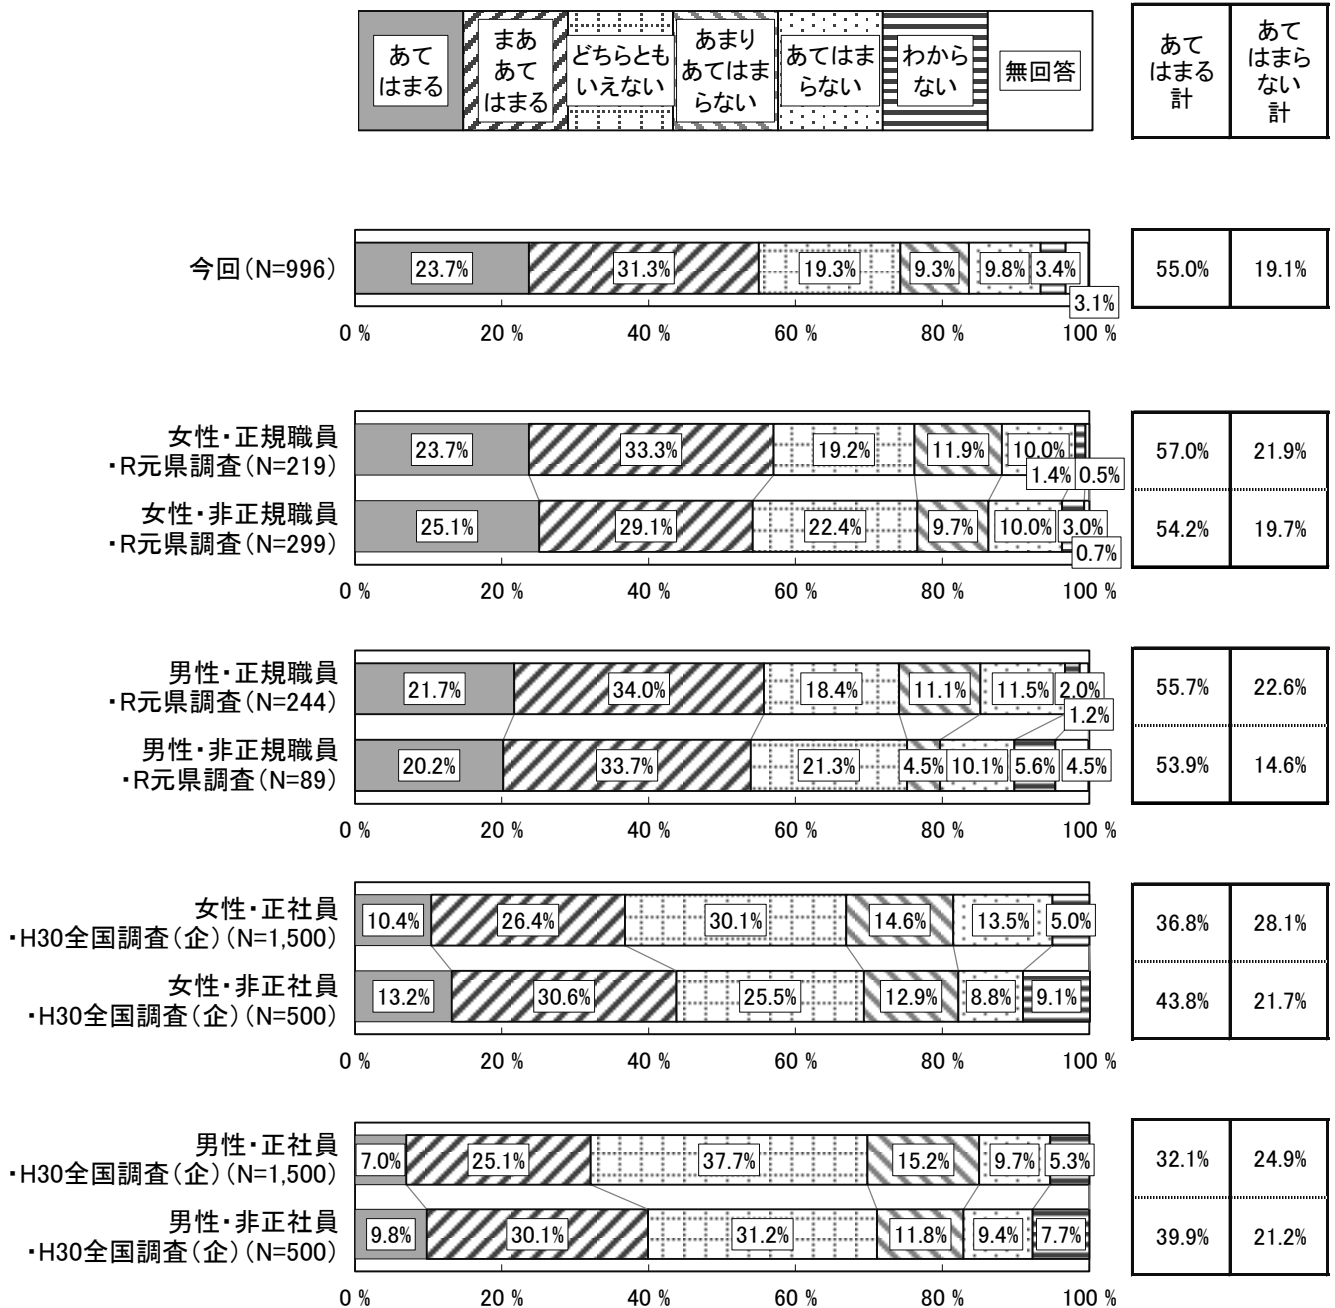 あて
はまる
まあ
あて
はまる
どちらとも
いえない
あまり
あてはま
らない
あてはま
らない
わから
ない
無回答
あて
はまる
計
あて
はまら
ない
計
今回(N=996)
23.7%
31.3%
19.3%
9.3%
9.8%
3.4%
3.1%
55.0%
19.1%
0 %
20 %
40 %
60 %
80 %
100 %
女性・正規職員
・R元県調査(N=219)
23.7%
33.3%
19.2%
11.9%
10.0%
1.4%
0.5%
57.0%
21.9%
女性・非正規職員
・R元県調査(N=299)
25.1%
29.1%
22.4%
9.7%
10.0%
3.0%
0.7%
54.2%
19.7%
0 %
20 %
40 %
60 %
80 %
100 %
男性・正規職員
・R元県調査(N=244)
21.7%
34.0%
18.4%
11.1%
11.5%
2.0%
1.2%
55.7%
22.6%
男性・非正規職員
・R元県調査(N=89)
20.2%
33.7%
21.3%
4.5%
10.1%
5.6%
4.5%
53.9%
14.6%
0 %
20 %
40 %
60 %
80 %
100 %
女性・正社員
・H30全国調査(企)(N=1,500)
10.4%
26.4%
30.1%
14.6%
13.5%
5.0%
36.8%
28.1%
女性・非正社員
・H30全国調査(企)(N=500)
13.2%
30.6%
25.5%
12.9%
8.8%
9.1%
43.8%
21.7%
0 %
20 %
40 %
60 %
80 %
100 %
男性・正社員
・H30全国調査(企)(N=1,500)
7.0%
25.1%
37.7%
15.2%
9.7%
5.3%
32.1%
24.9%
男性・非正社員
・H30全国調査(企)(N=500)
9.8%
30.1%
31.2%
11.8%
9.4%
7.7%
39.9%
21.2%
0 %
20 %
40 %
60 %
80 %
100 %